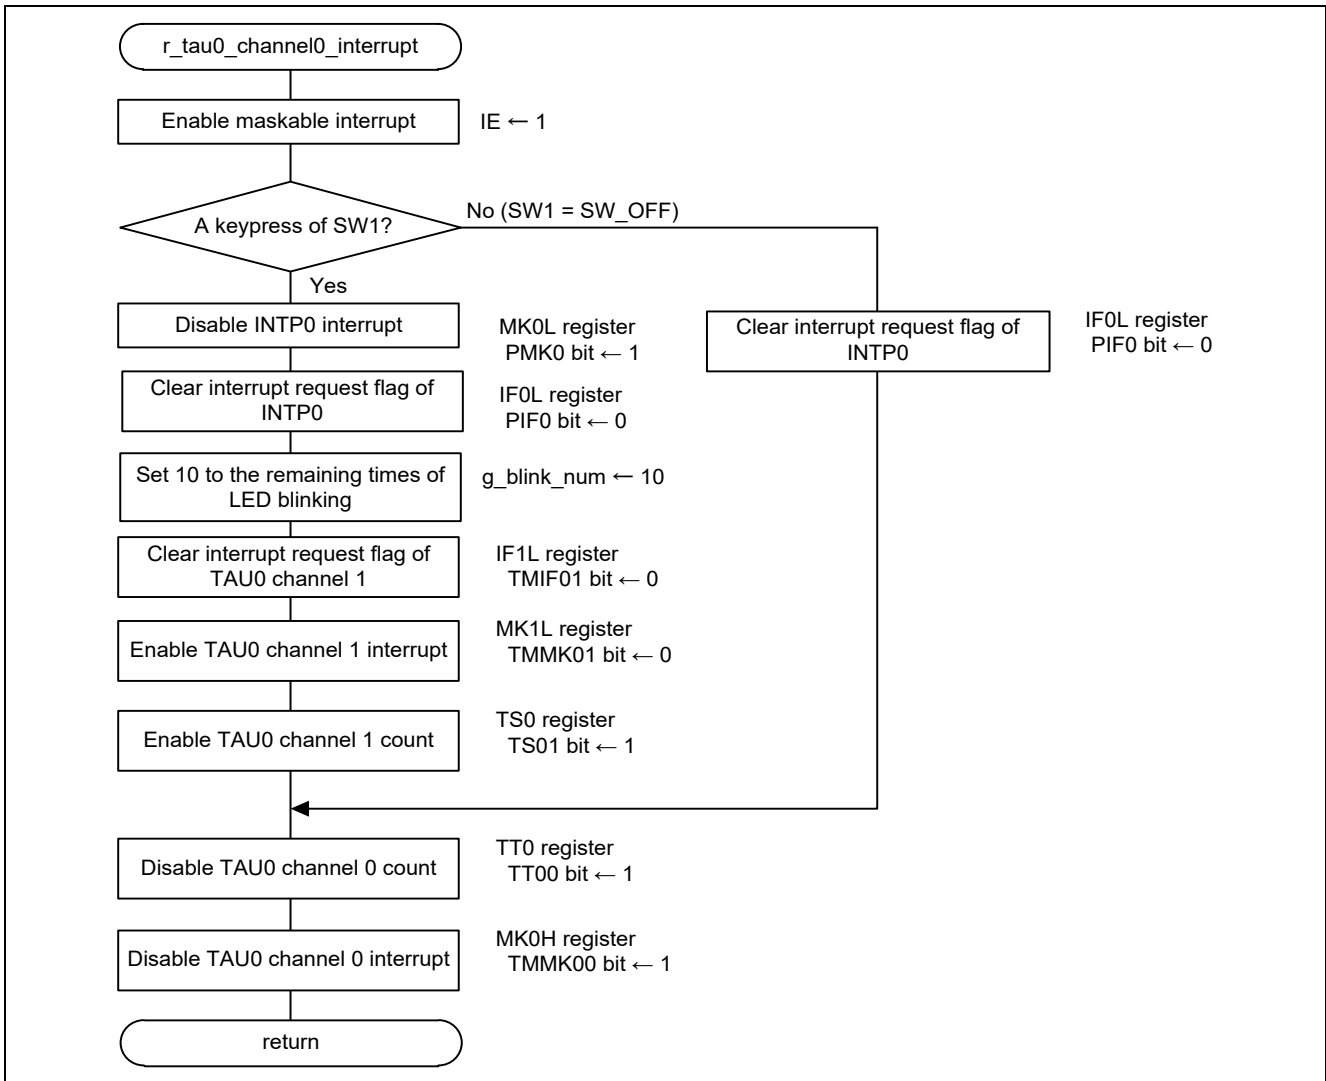 r_tau0_channel0_interrupt
Enable maskable interrupt
IE ← 1
A keypress of SW1?
No (SW1 = SW_OFF)
Yes
Disable INTP0 interrupt
MK0L register
PMK0 bit ← 1
Clear interrupt request flag of
INTP0
IF0L register
PIF0 bit ← 0
Clear interrupt request flag of
INTP0
IF0L register
PIF0 bit ← 0
Set 10 to the remaining times of
LED blinking
g_blink_num ← 10
Clear interrupt request flag of
TAU0 channel 1
IF1L register
TMIF01 bit ← 0
Enable TAU0 channel 1 interrupt
MK1L register
TMMK01 bit ← 0
Enable TAU0 channel 1 count
TS0 register
TS01 bit ← 1
Disable TAU0 channel 0 count
TT0 register
TT00 bit ← 1
Disable TAU0 channel 0 interrupt
MK0H register
TMMK00 bit ← 1
return